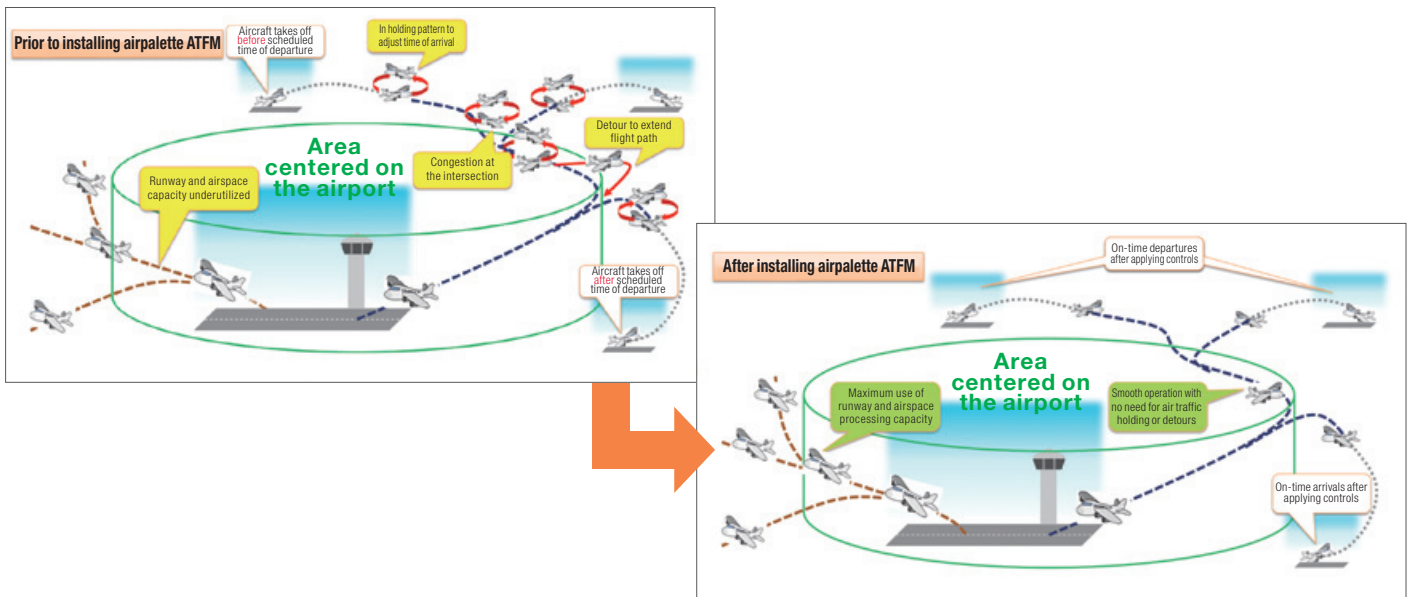 Prior to installing airpalette ATFM
Aircraft takes off
before scheduled
time of departure
In holding pattern to
adjust time of arrival
Detour to extend
flight path
Area
centered on
the airport
Congestion at
the intersection
Runway and airspace
capacity underutilized
Aircraft takes off
after scheduled
time of departure
After installing airpalette ATFM
On-time departures
after applying controls
Area
centered on
the airport
Maximum use of
runway and airspace
processing capacity
Smooth operation with
no need for air traffic
holding or detours
On-time arrivals after
applying controls